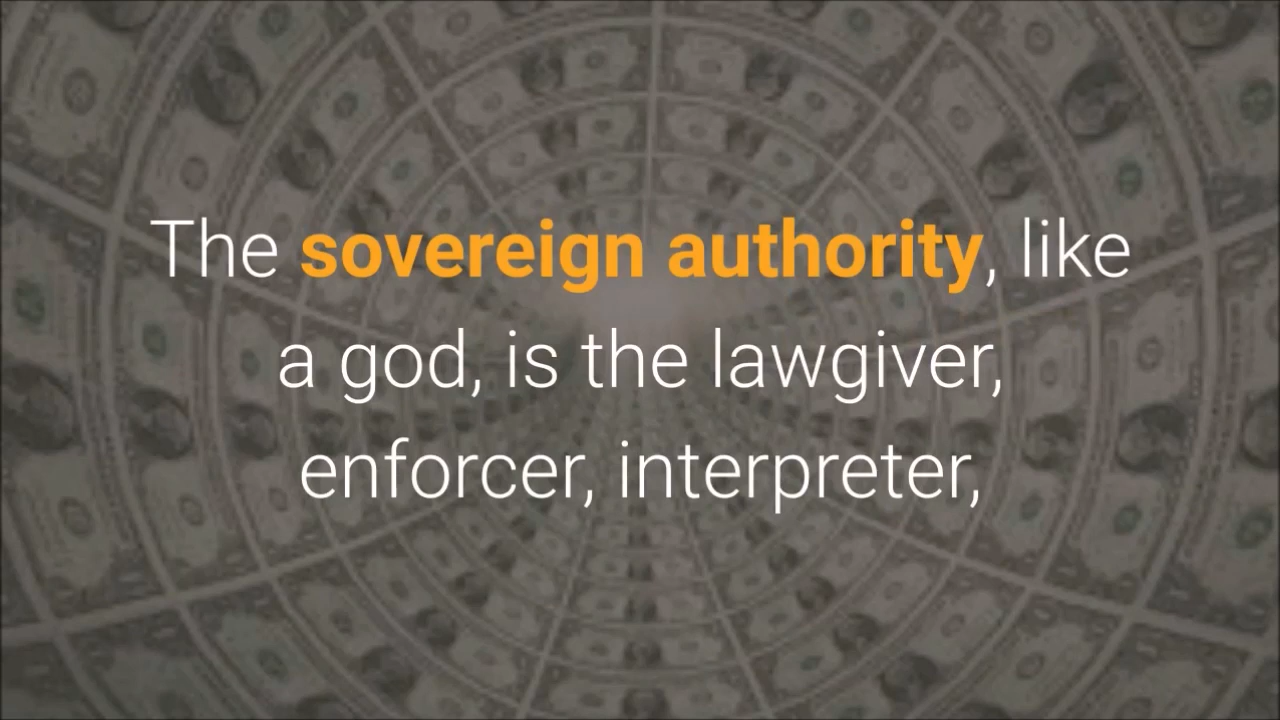 The sovereign authority, like
a god, is the lawgiver,
enforcer, interpreter,